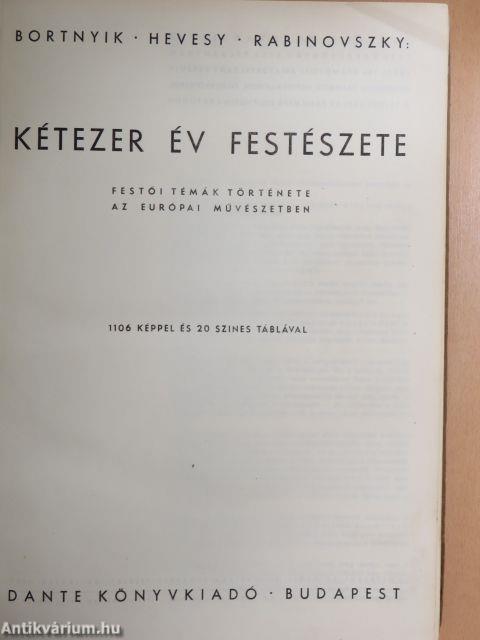 BORTNYIK · HEVESY · RABINOVSZKY:
KÉTEZER ÉV FESTÉSZETE
FESTŐI TÉMÁK TÖRTÉNETE
AZ EURÓPAI MŰVÉSZETBEN
1106 KÉPPEL ÉS 20 SZINES TÁBLÁVAL
DANTE KÖNYVKIADÓ · BUDAPEST
Antikvárium.hu